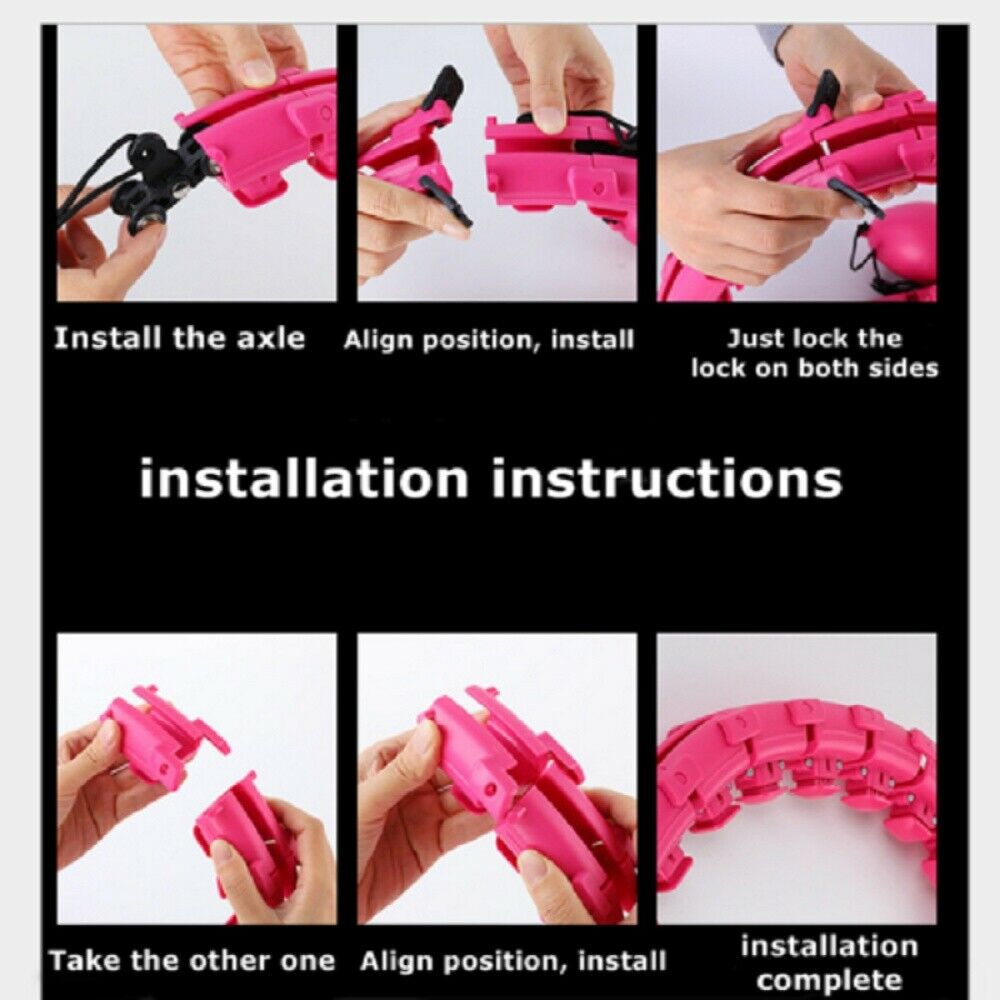 Install the axle
Align position, install
Just lock the
lock on both sides
installation instructions
Take the other one
Align position, install
installation
complete